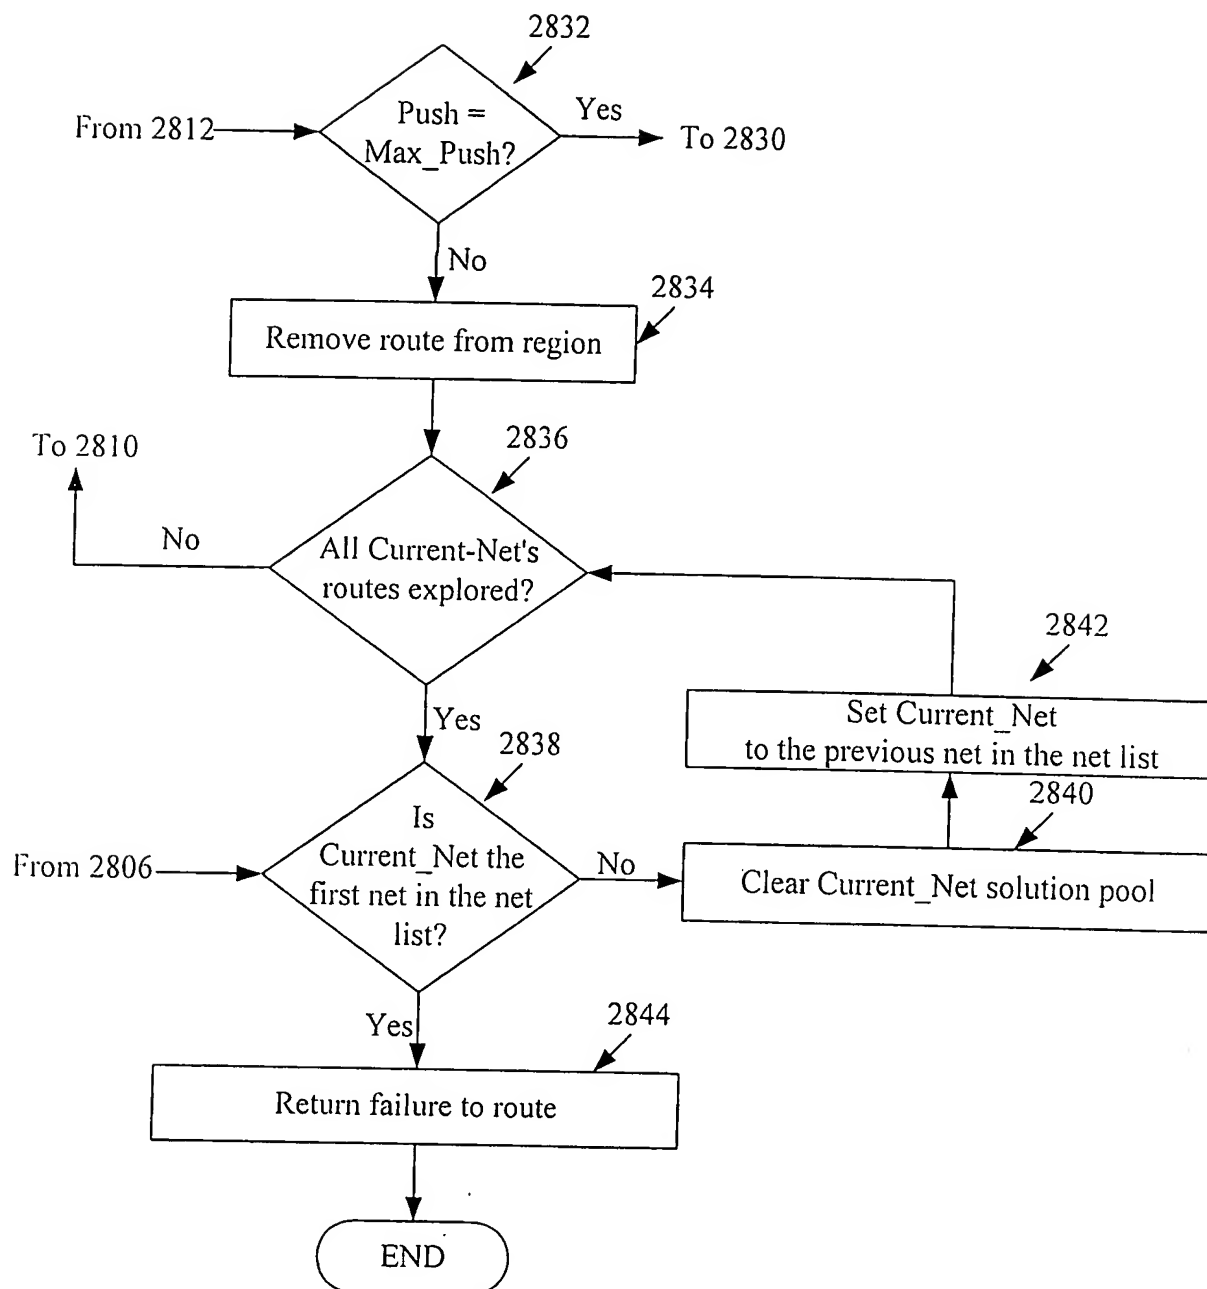 2832
Push =
Max_Push?
Yes
From 2812
To 2830
No
2834
Remove route from region
To 2810
2836
No
All Current-Net's
routes explored?
2842
Set Current_Net
to the previous net in the net list
Yes
2838
2840
Is
Current_Net the
first net in the net
list?
From 2806
No
Clear Current_Net solution pool
Yes
2844
Return failure to route
END